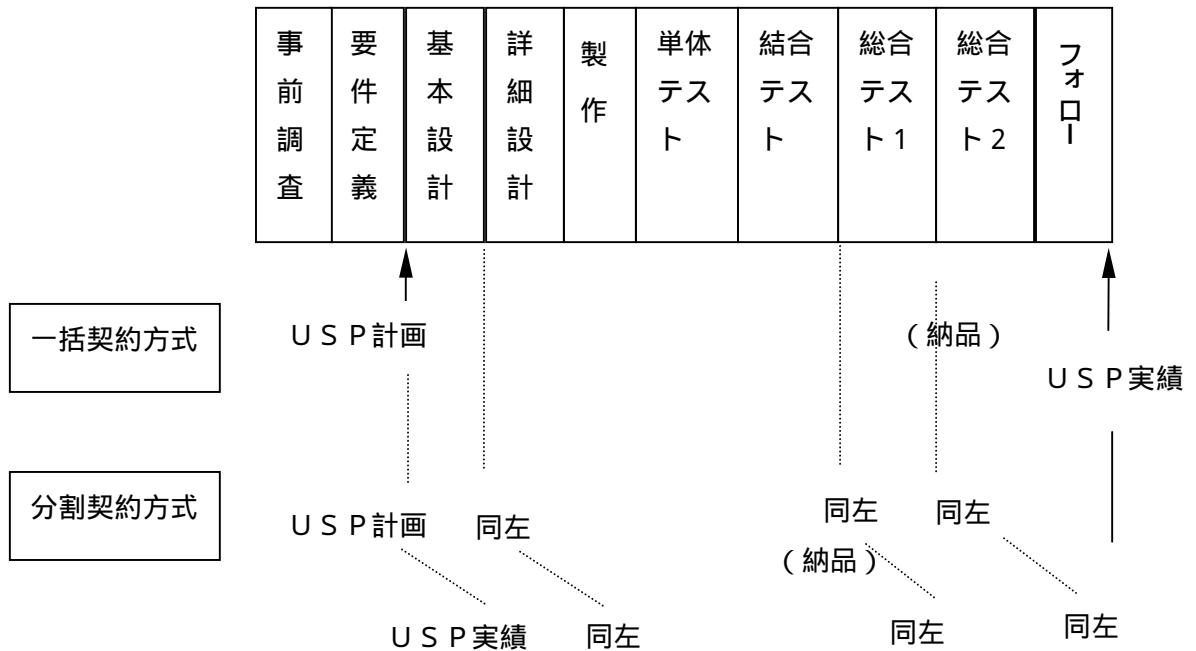 事前調査
要件定義
基本設計
詳細設計
製作
単体テスト
結合テスト
総合テスト1
総合テスト2
フォロー
一括契約方式
ＵＳＰ計画
(納品)
ＵＳＰ実績
分割契約方式
ＵＳＰ計画
同左
同左
同左
(納品)
ＵＳＰ実績
同左
同左
同左